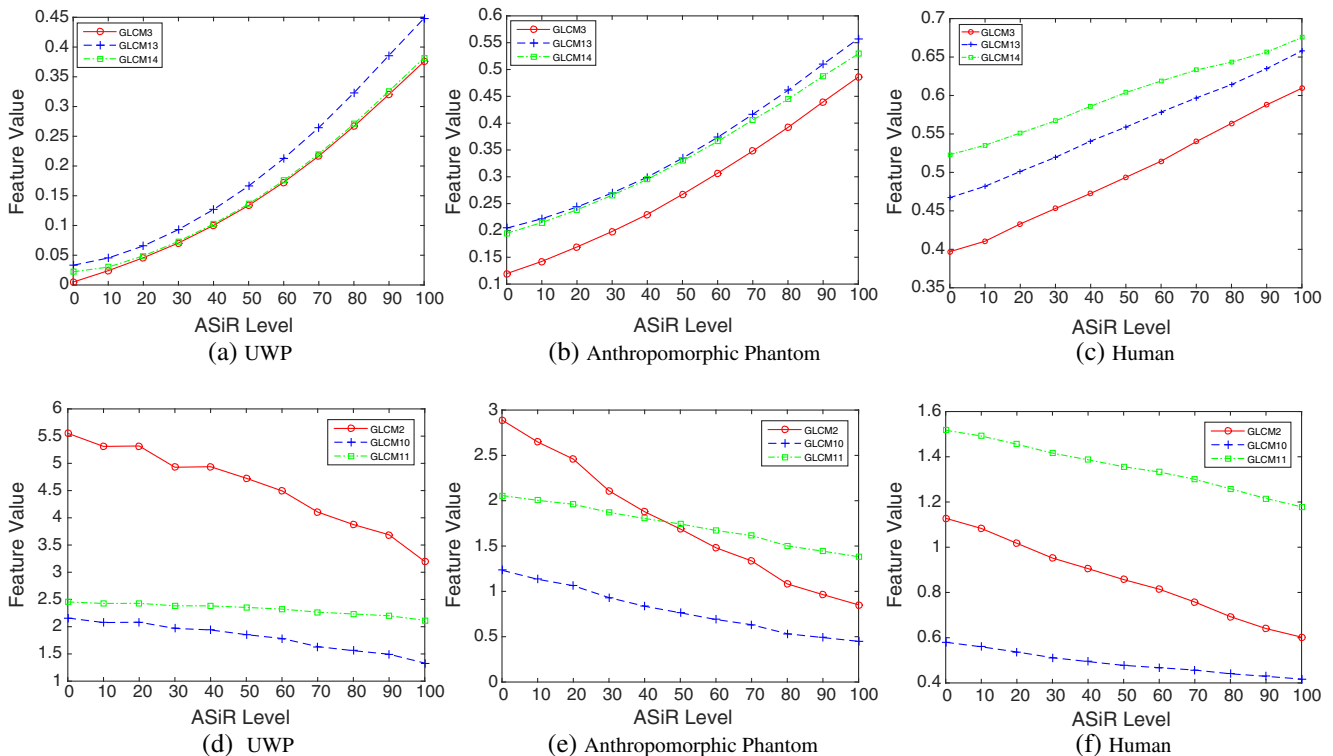 0.45
0.4
0.35
0.3
0.25
0.2
0.15
0.1
0.05
0
Feature Value
GLCM3
GLCM13
GLCM14
0 10 20 30 40 50 60 70 80 90 100
ASiR Level
(a) UWP
0.6
0.55
0.5
0.45
0.4
0.35
0.3
0.25
0.2
0.15
0.1
Feature Value
GLCM3
GLCM13
GLCM14
0 10 20 30 40 50 60 70 80 90 100
ASiR Level
(b) Anthropomorphic Phantom
0.7
0.65
0.6
0.55
0.5
0.45
0.4
0.35
Feature Value
GLCM3
GLCM13
GLCM14
0 10 20 30 40 50 60 70 80 90 100
ASiR Level
(c) Human
6
5.5
5
4.5
4
3.5
3
2.5
2
1.5
1
Feature Value
GLCM2
GLCM10
GLCM11
0 10 20 30 40 50 60 70 80 90 100
ASiR Level
(d) UWP
3
2.5
2
1.5
1
0.5
0
Feature Value
GLCM2
GLCM10
GLCM11
0 10 20 30 40 50 60 70 80 90 100
ASiR Level
(e) Anthropomorphic Phantom
1.6
1.4
1.2
1
0.8
0.6
0.4
Feature Value
GLCM2
GLCM10
GLCM11
0 10 20 30 40 50 60 70 80 90 100
ASiR Level
(f) Human